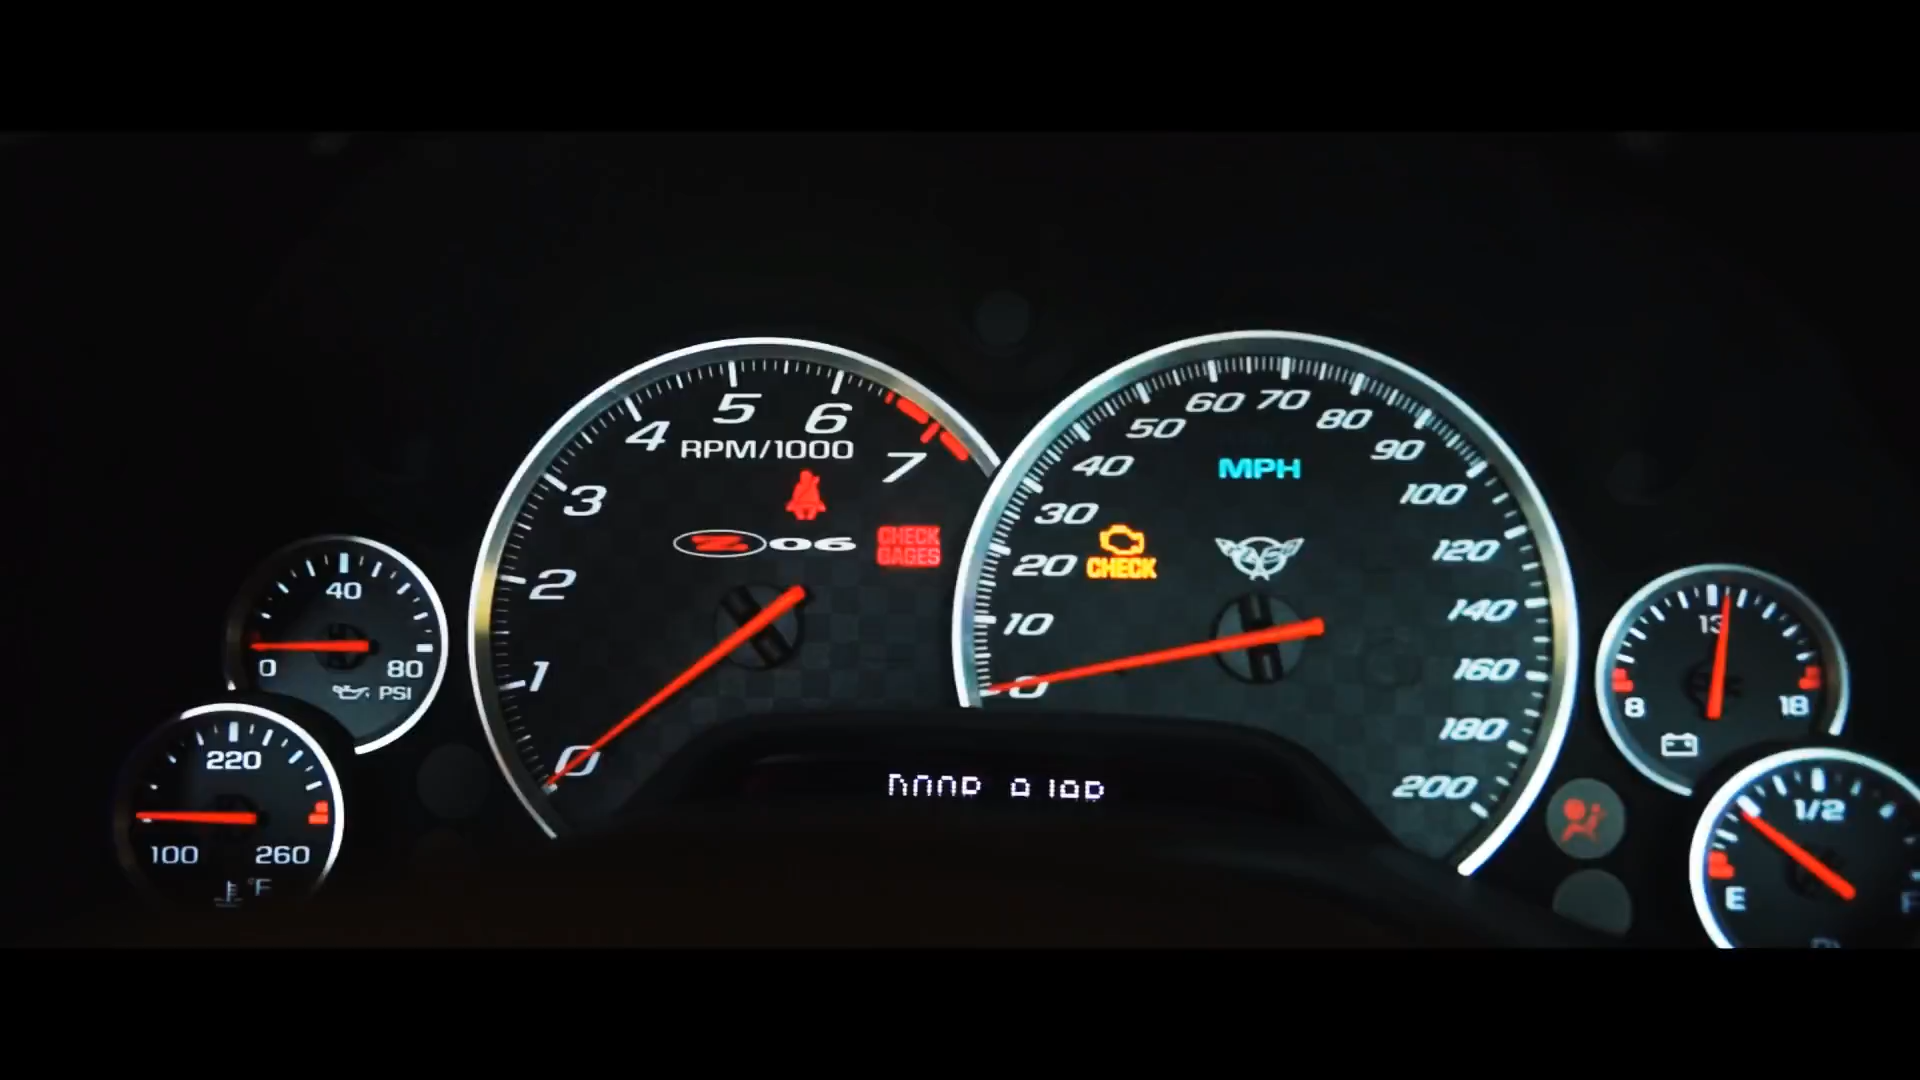 0 1 2 3 4 5 6 7
RPM/1000
Z06
CHECK
GAGES
0 10 20 30 40 50 60 70 80 90 100 120 140 160 180 200
MPH
CHECK
0 40 80
PSI
100 220 260
°F
8 13 18
E 1/2 F